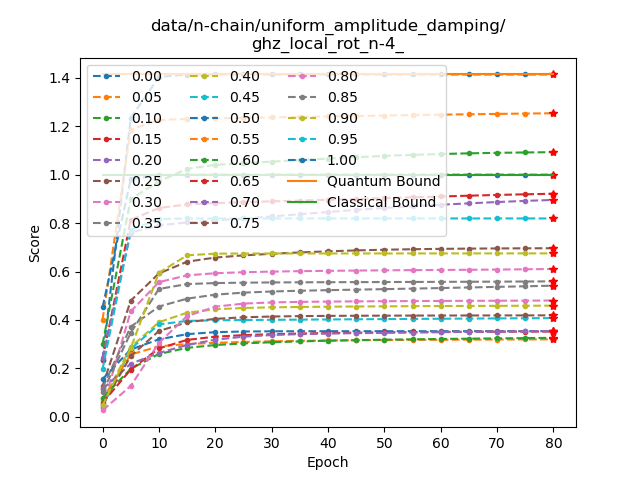 data/n-chain/uniform_amplitude_damping/
ghz_local_rot_n-4_
Score
1.4
1.2
1.0
0.8
0.6
0.4
0.2
0.0
0.00 0.40 0.80
0.05 0.45 0.85
0.10 0.50 0.90
0.15 0.55 0.95
0.20 0.60 1.00
0.25 0.65 Quantum Bound
0.30 0.70 Classical Bound
0.35 0.75
0 10 20 30 40 50 60 70 80
Epoch